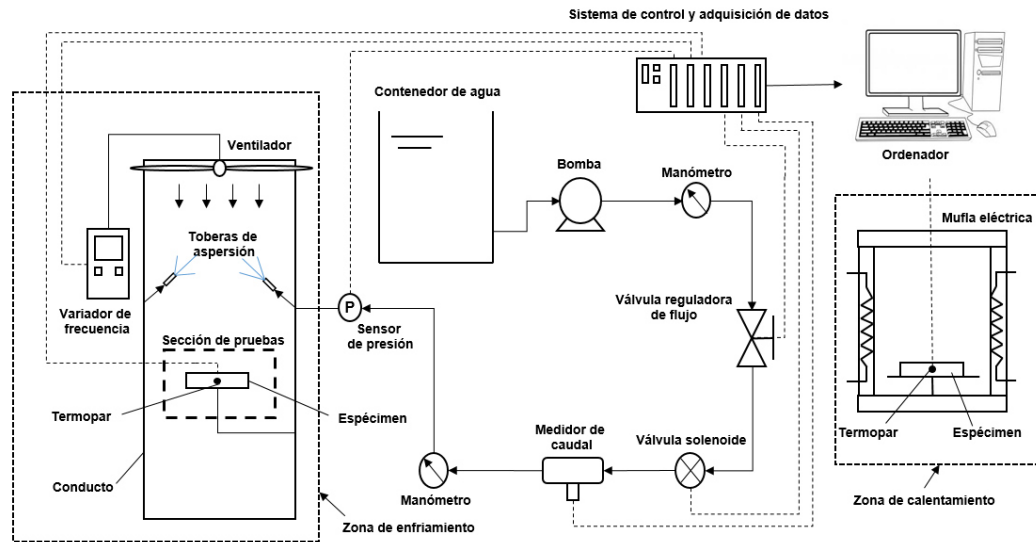 Sistema de control y adquisición de datos
Contenedor de agua
Ventilador
Bomba
Manómetro
Ordenador
Mufla eléctrica
Toberas de
aspersión
Variador de
frecuencia
P
Sensor
de presión
Válvula reguladora
de flujo
Sección de pruebas
Termopar
Espécimen
Conducto
Manómetro
Medidor de
caudal
Válvula solenoide
Zona de enfriamiento
Termopar
Espécimen
Zona de calentamiento